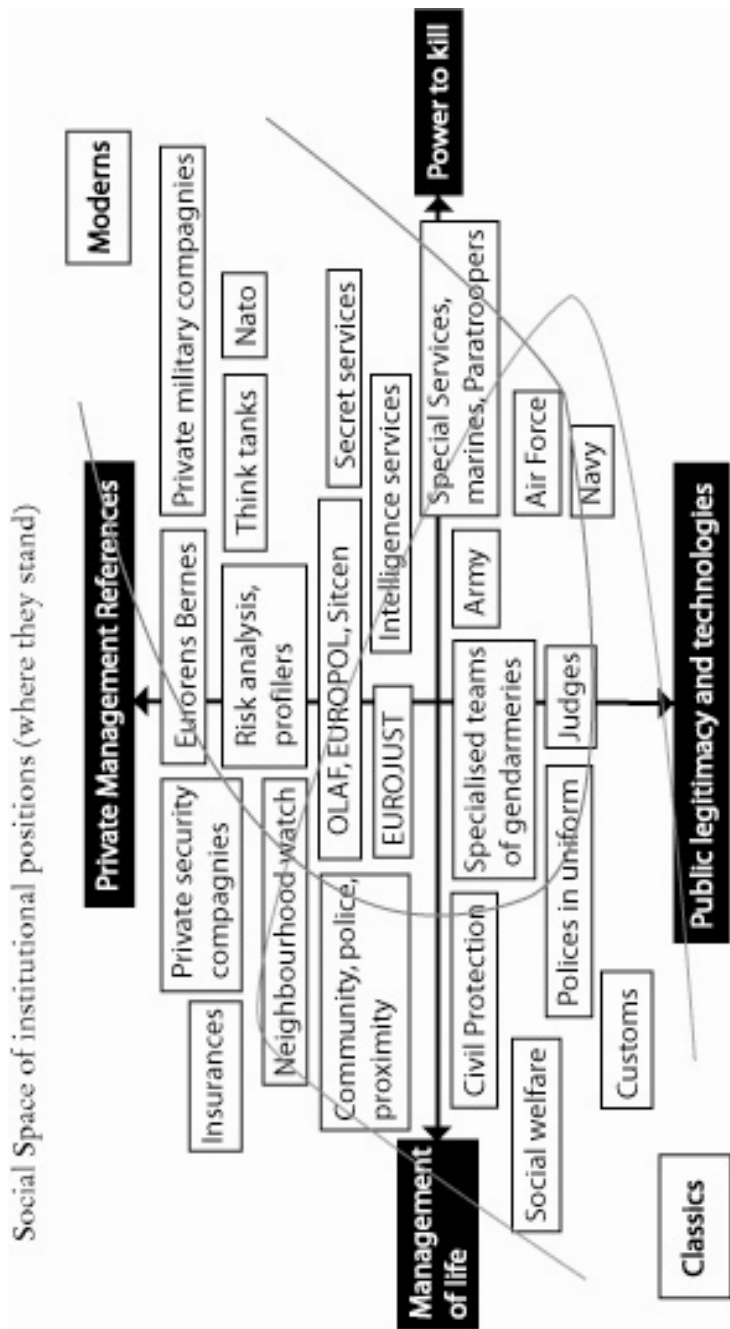 Social Space of institutional positions (where they stand)
Private Management References
Moderns
Insurances
Private security
compagnies
Eurorens Bernes
Private military compagnies
Neighbourhood watch
Risk analysis,
profilers
Think tanks
Nato
Community, police,
proximity
OLAF, EUROPOL, Sitcen
Secret services
EUROJUST
Intelligence services
Management
of life
Power to kill
Civil Protection
Specialised teams
of gendarmeries
Army
Special Services,
marines, Paratroopers
Social welfare
Polices in uniform
Judges
Air Force
Customs
Navy
Classics
Public legitimacy and technologies